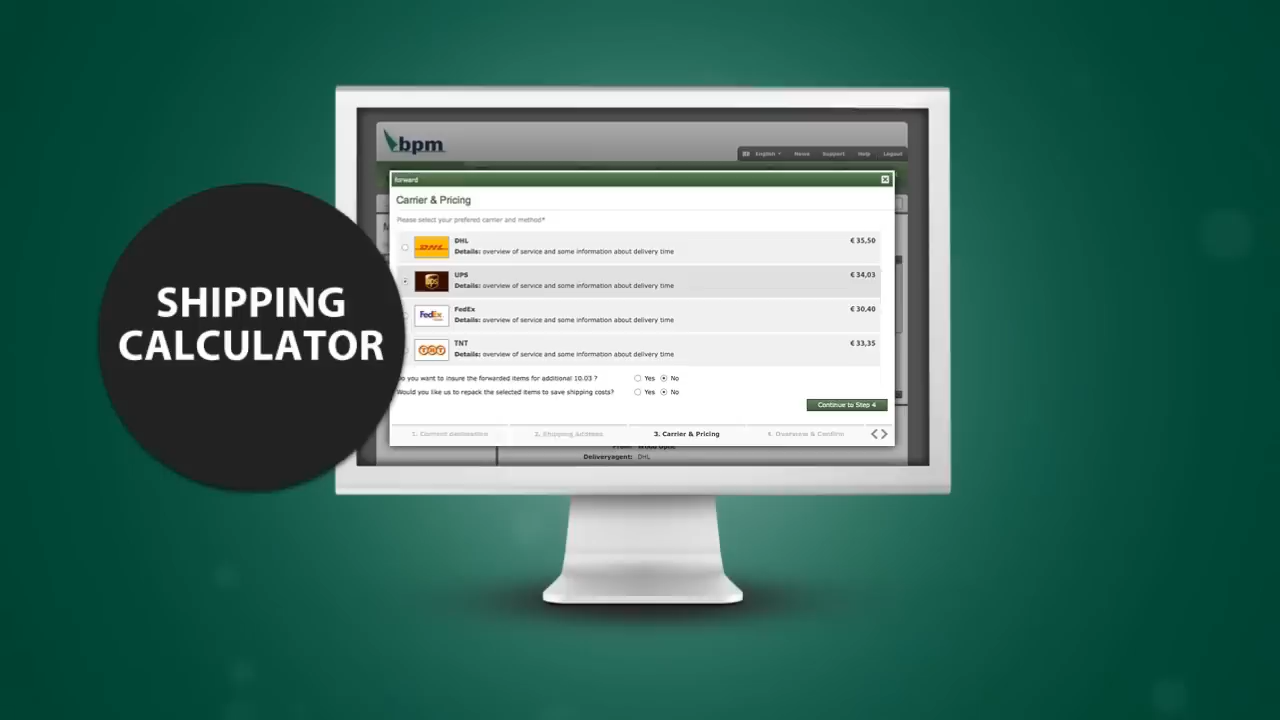 bpm
English
News
Support
Help
Logout
forward
Carrier & Pricing
Please select your prefered carrier and method*
DHL
DHL
€ 35,50
Details: overview of service and some information about delivery time
ups
UPS
€ 34,03
Details: overview of service and some information about delivery time
FedEx
FedEx
€ 30,40
Details: overview of service and some information about delivery time
TNT
TNT
€ 33,35
Details: overview of service and some information about delivery time
SHIPPING
CALCULATOR
o you want to insure the forwarded items for additional 10.03 ?
Yes
No
Would you like us to repack the selected items to save shipping costs?
Yes
No
Continue to Step 4
2. Shipping Address
3. Carrier & Pricing
4. Overview & Confirm
Deliveryagent: DHL